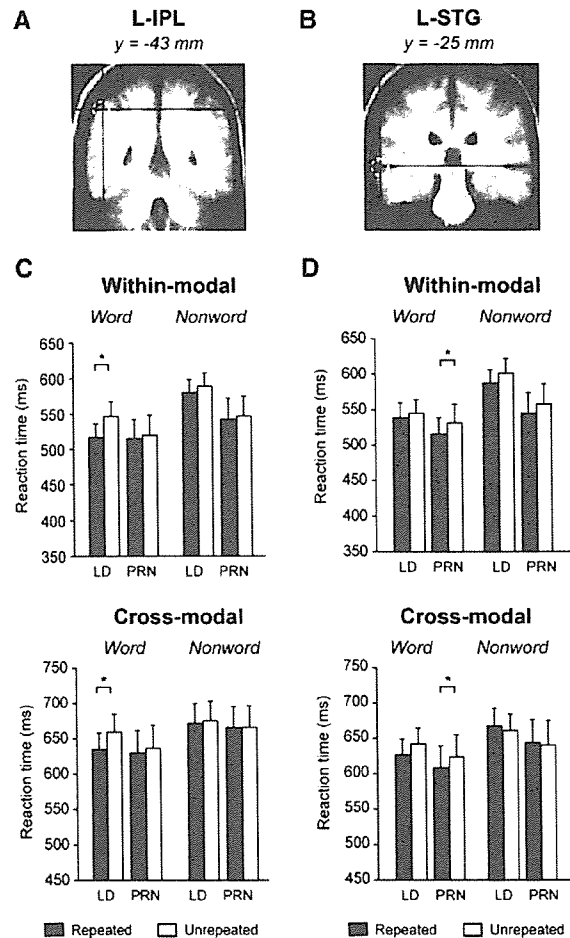 A L-IPL
y = -43 mm
B L-STG
y = -25 mm
C Within-modal
Word Nonword
*
Reaction time (ms)
650
600
550
500
450
400
350
LD PRN LD PRN
Cross-modal
Word Nonword
*
Reaction time (ms)
750
700
650
600
550
500
450
LD PRN LD PRN
Repeated Unrepeated
D Within-modal
Word Nonword
*
Reaction time (ms)
650
600
550
500
450
400
350
LD PRN LD PRN
Cross-modal
Word Nonword
*
Reaction time (ms)
750
700
650
600
550
500
450
LD PRN LD PRN
Repeated Unrepeated